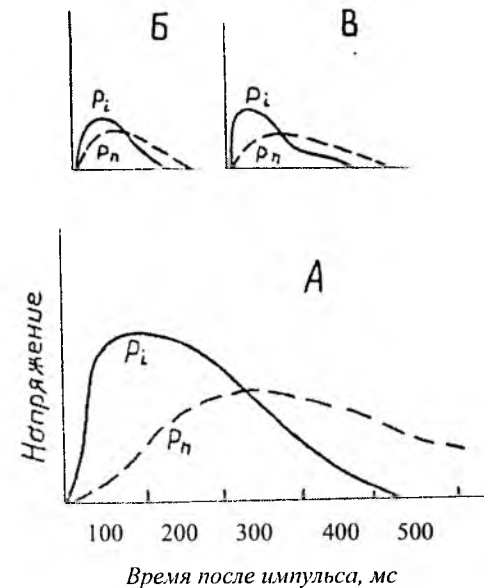 Б
В
Pi
Pn
Pi
Pn
А
Напряжение
Pi
Pn
100 200 300 400 500
Время после импульса, мс